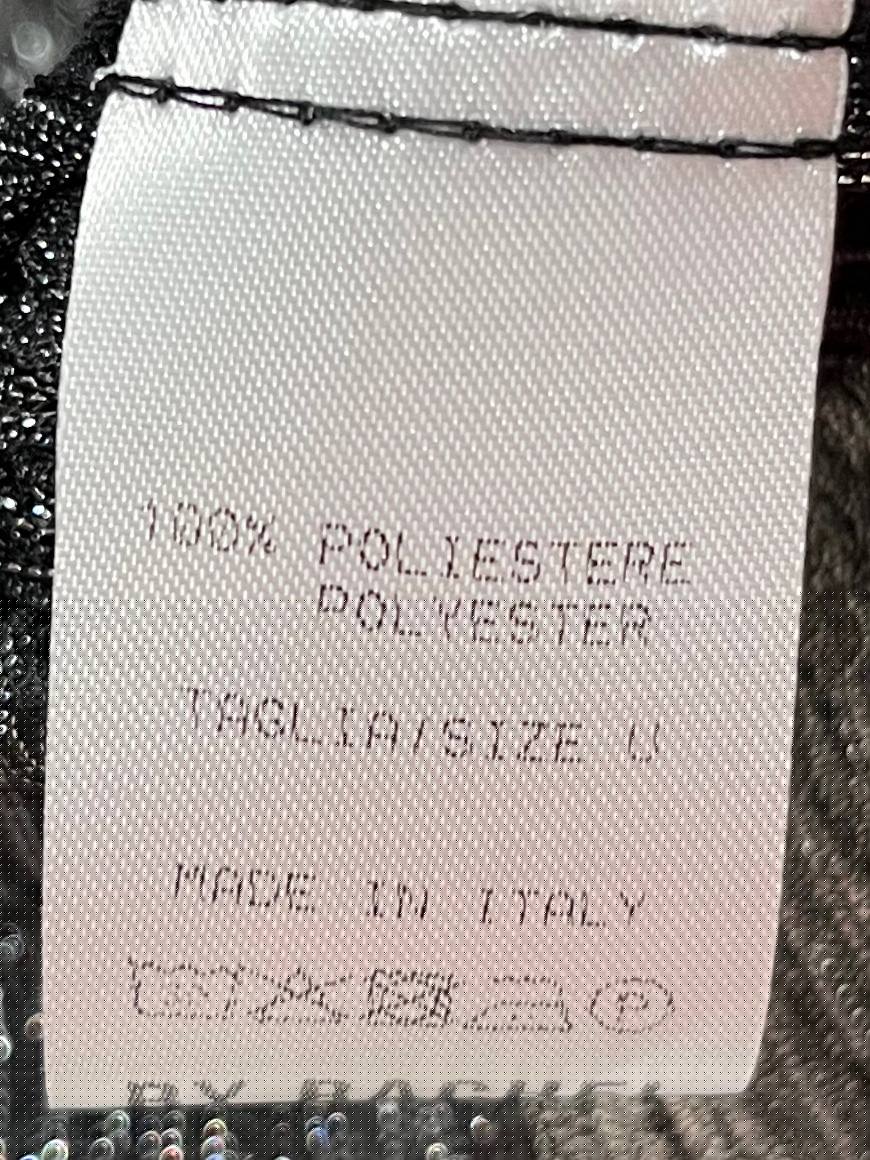 100% POLIESTERE
POLYESTER
TAGLIA/SIZE U
MADE IN ITALY
P